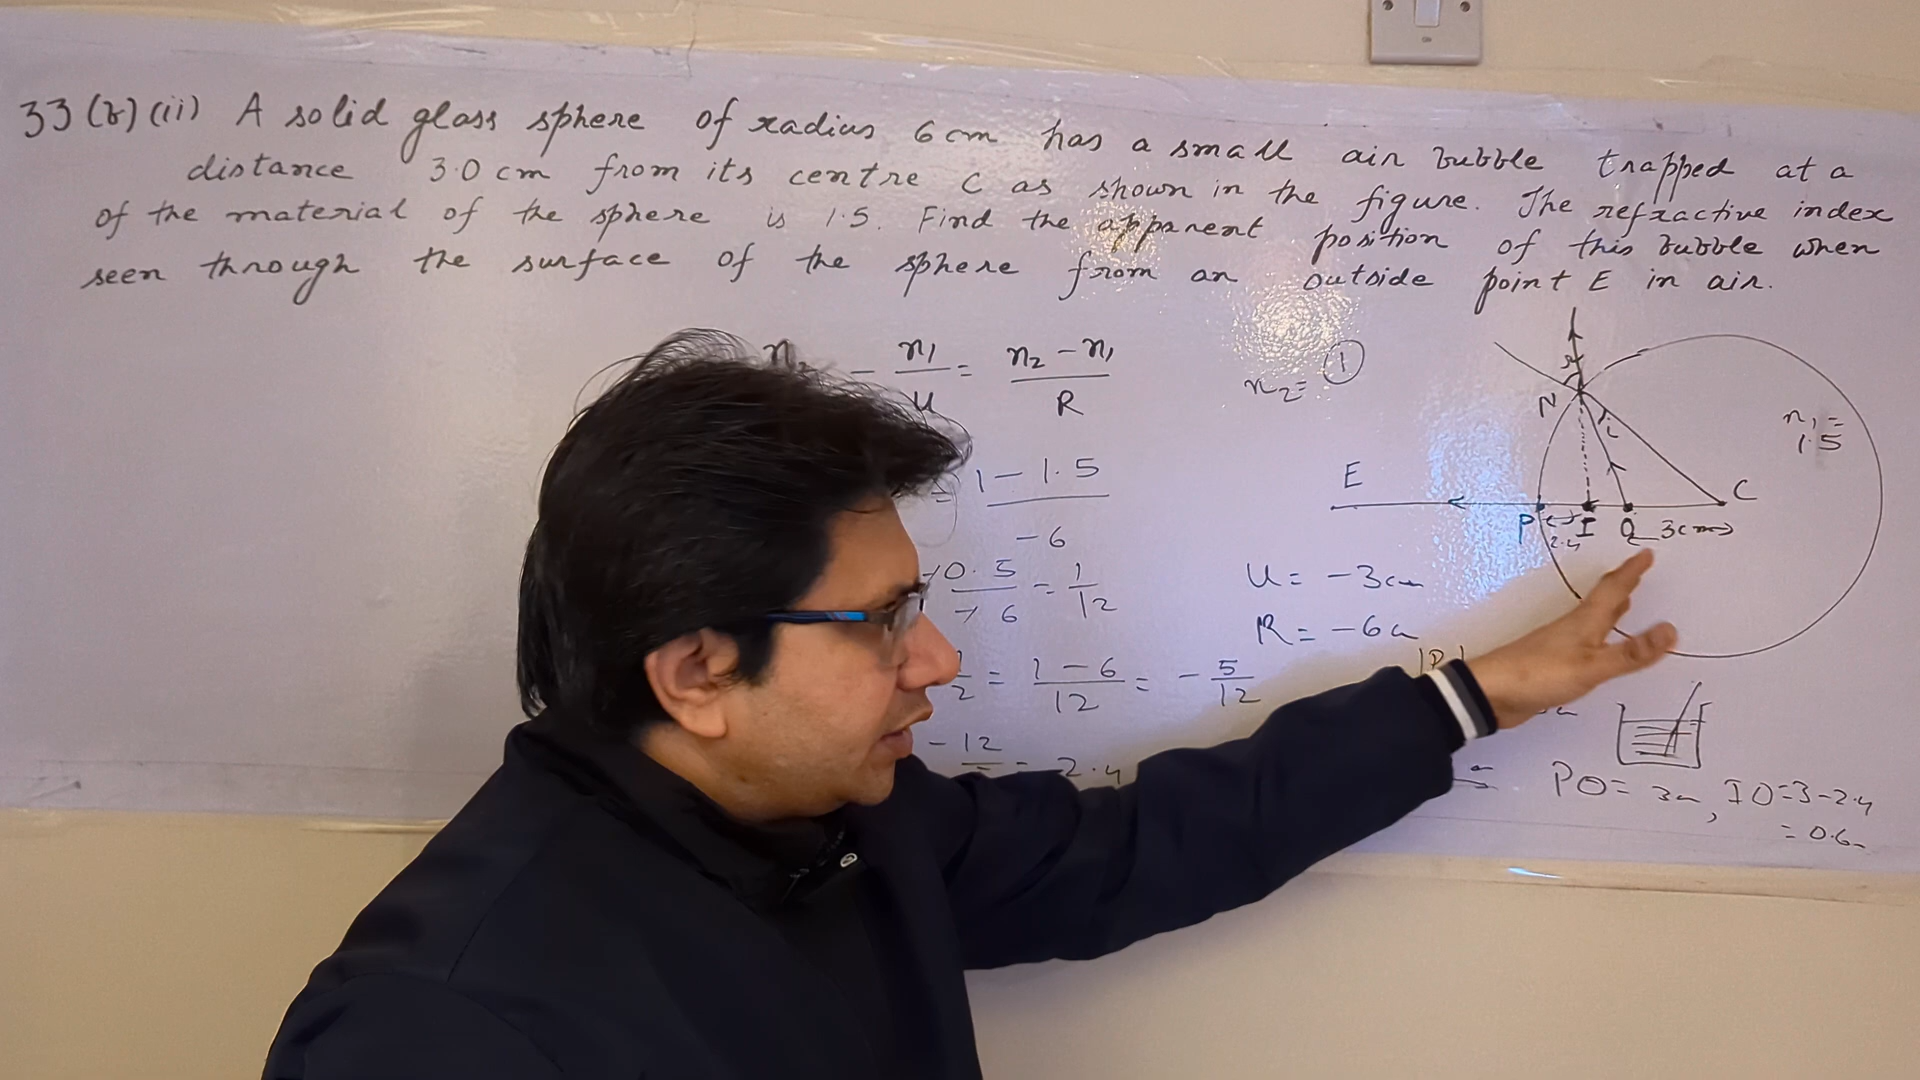 33 (b) (ii) A solid glass sphere of radius 6 cm has a small air bubble trapped at a
distance 3.0 cm from its centre C as shown in the figure. The refractive index
of the material of the sphere is 1.5. Find the apparent position of this bubble when
seen through the surface of the sphere from an outside point E in air.
- n1/u = n2 - n1/R
n2 = 1
N
i
n1 = 1.5
= 1 - 1.5/-6
E
P
I
O
C
2.4
3cm
-0.5/-6 = 1/12
u = -3cm
R = -6c
= 1 - 6/12 = - 5/12
-12
= 2.4
PO = 3c, IO = 3 - 2.4
= 0.6